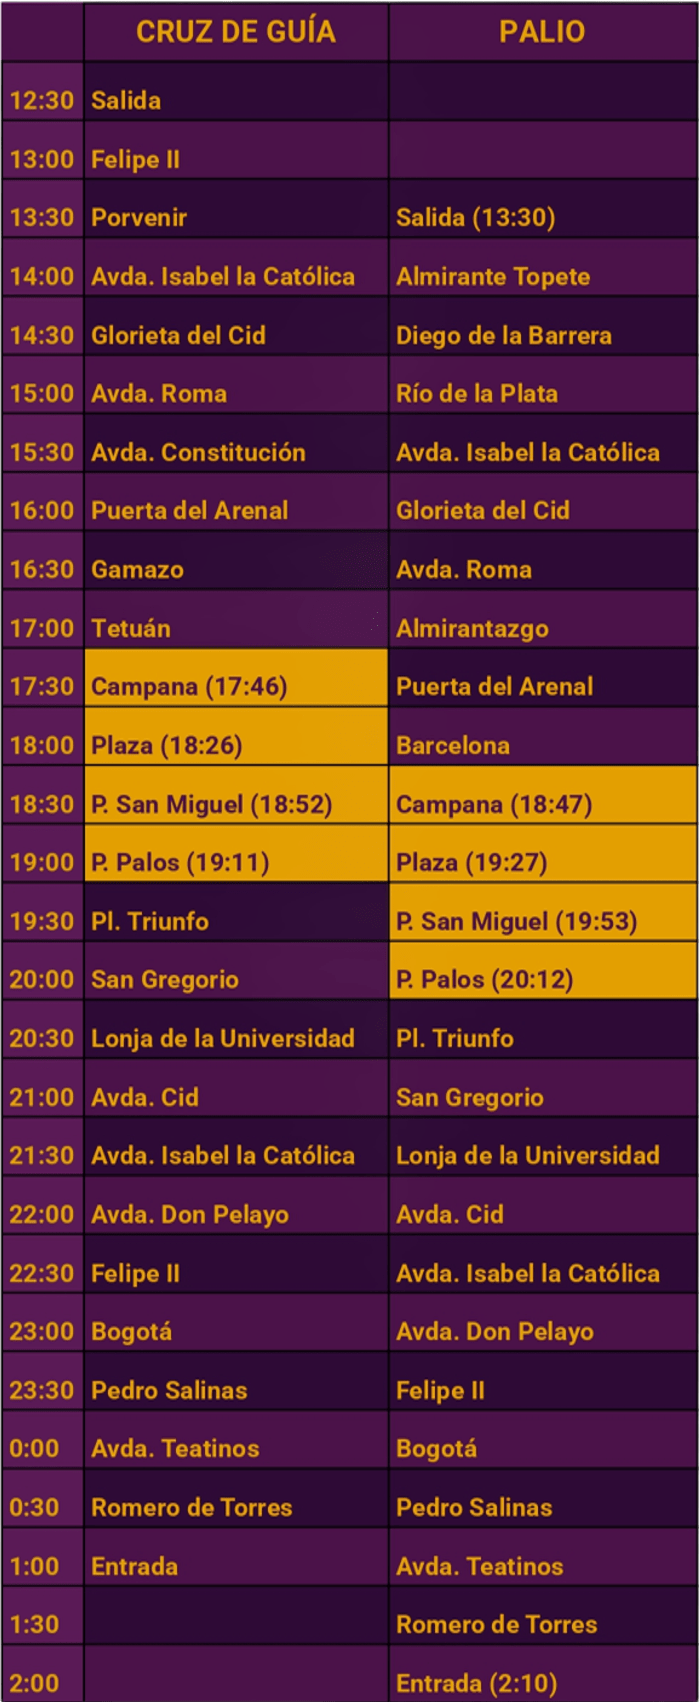 CRUZ DE GUÍA PALIO
12:30 Salida
13:00 Felipe II
13:30 Porvenir Salida (13:30)
14:00 Avda. Isabel la Católica Almirante Topete
14:30 Glorieta del Cid Diego de la Barrera
15:00 Avda. Roma Río de la Plata
15:30 Avda. Constitución Avda. Isabel la Católica
16:00 Puerta del Arenal Glorieta del Cid
16:30 Gamazo Avda. Roma
17:00 Tetuán Almirantazgo
17:30 Campana (17:46) Puerta del Arenal
18:00 Plaza (18:26) Barcelona
18:30 P. San Miguel (18:52) Campana (18:47)
19:00 P. Palos (19:11) Plaza (19:27)
19:30 Pl. Triunfo P. San Miguel (19:53)
20:00 San Gregorio P. Palos (20:12)
20:30 Lonja de la Universidad Pl. Triunfo
21:00 Avda. Cid San Gregorio
21:30 Avda. Isabel la Católica Lonja de la Universidad
22:00 Avda. Don Pelayo Avda. Cid
22:30 Felipe II Avda. Isabel la Católica
23:00 Bogotá Avda. Don Pelayo
23:30 Pedro Salinas Felipe II
0:00 Avda. Teatinos Bogotá
0:30 Romero de Torres Pedro Salinas
1:00 Entrada Avda. Teatinos
1:30 Romero de Torres
2:00 Entrada (2:10)